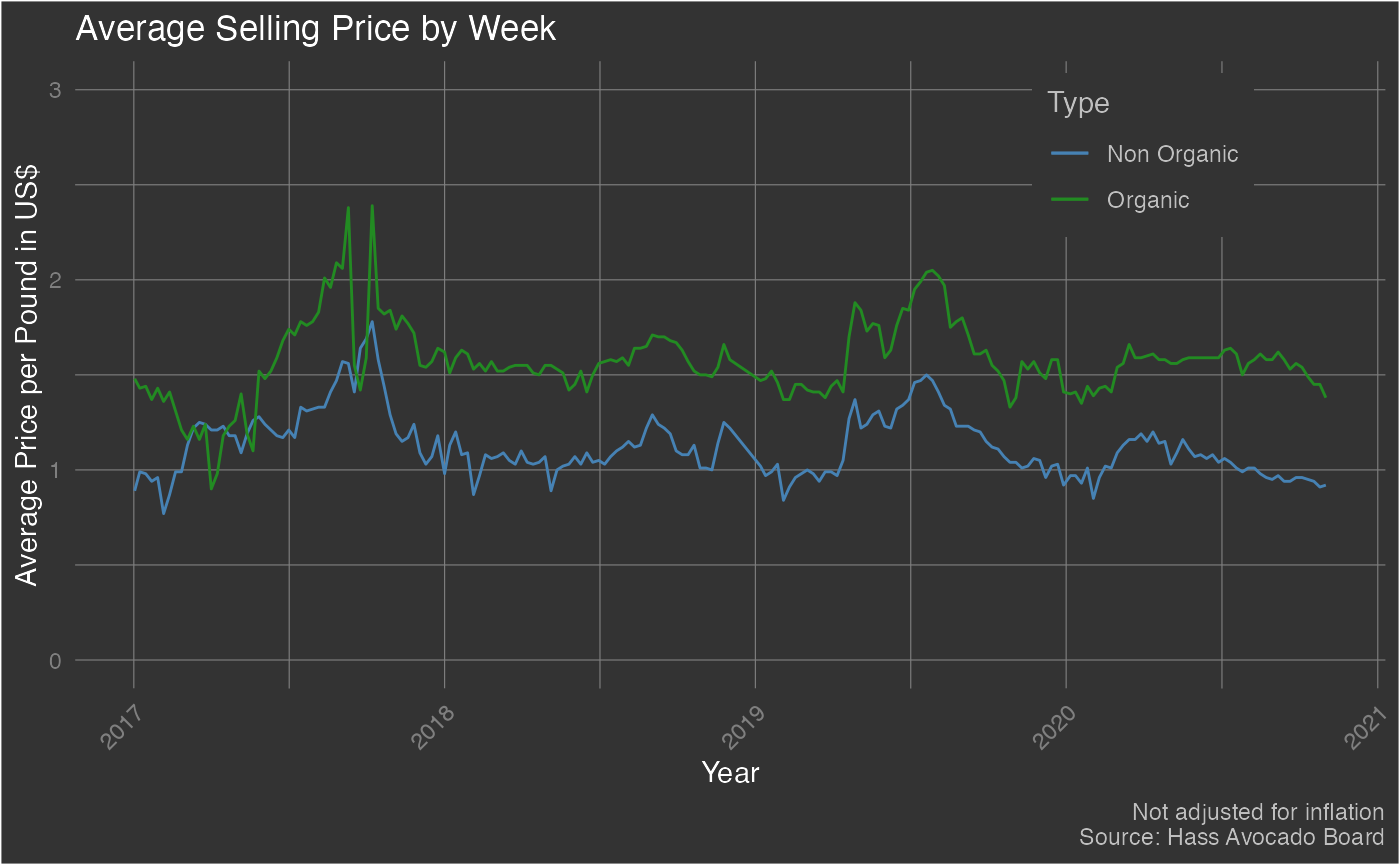 Average Selling Price by Week
Average Price per Pound in US$
3
2
1
0
Type
Non Organic
Organic
2017
2018
2019
2020
2021
Year
Not adjusted for inflation
Source: Hass Avocado Board